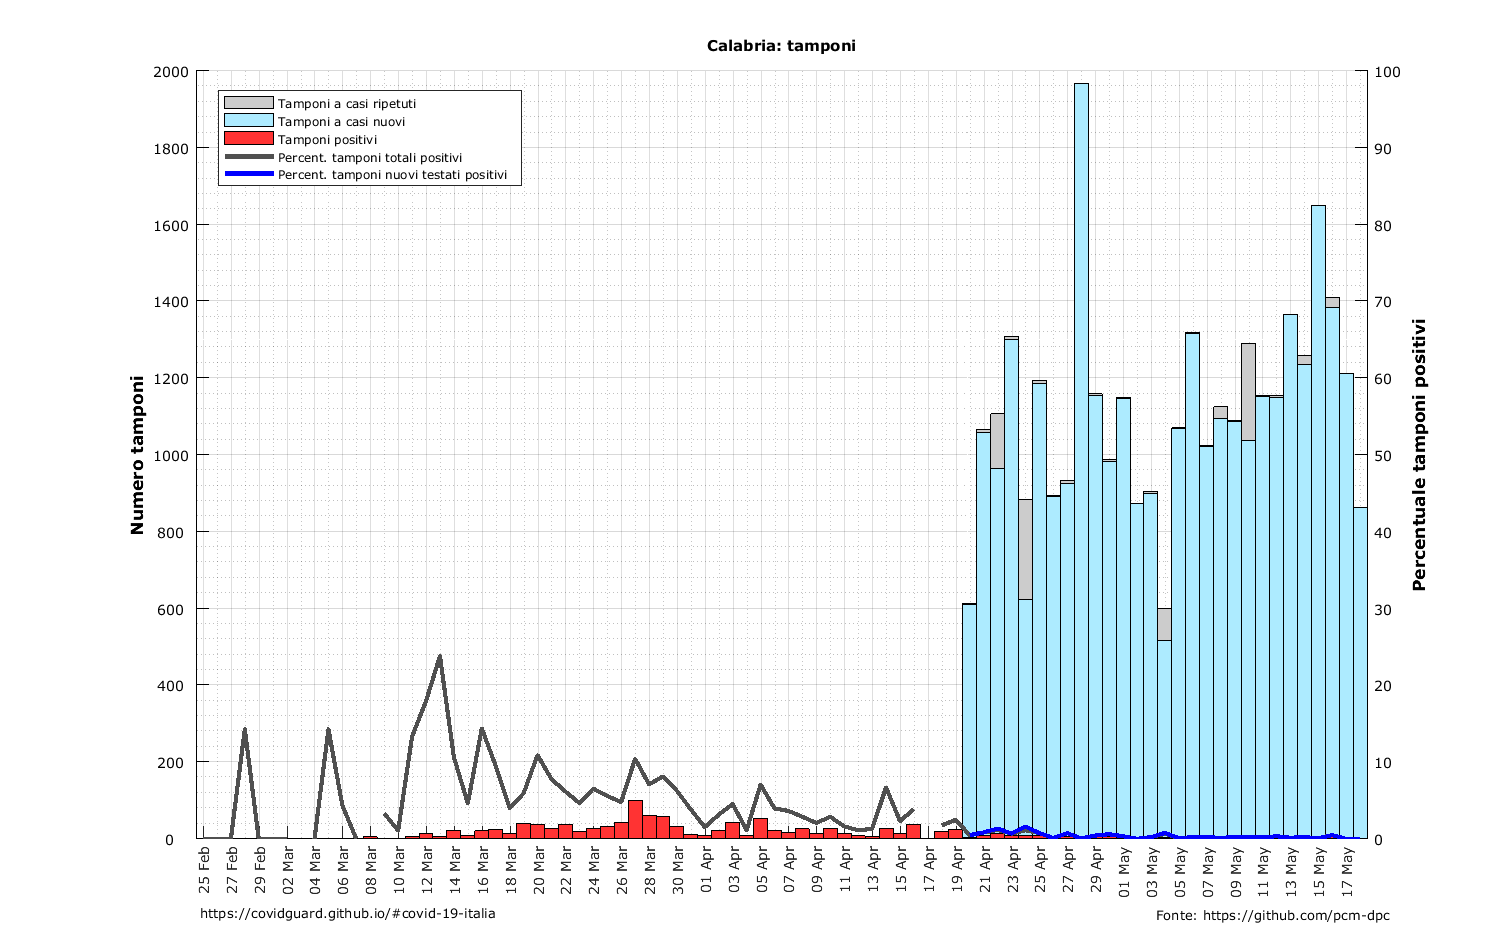 Calabria: tamponi
Tamponi a casi ripetuti
Tamponi a casi nuovi
Tamponi positivi
Percent. tamponi totali positivi
Percent. tamponi nuovi testati positivi
Numero tamponi
2000
1800
1600
1400
1200
1000
800
600
400
200
0
Percentuale tamponi positivi
100
90
80
70
60
50
40
30
20
10
0
25 Feb
27 Feb
29 Feb
02 Mar
04 Mar
06 Mar
08 Mar
10 Mar
12 Mar
14 Mar
16 Mar
18 Mar
20 Mar
22 Mar
24 Mar
26 Mar
28 Mar
30 Mar
01 Apr
03 Apr
05 Apr
07 Apr
09 Apr
11 Apr
13 Apr
15 Apr
17 Apr
19 Apr
21 Apr
23 Apr
25 Apr
27 Apr
29 Apr
01 May
03 May
05 May
07 May
09 May
11 May
13 May
15 May
17 May
https://covidguard.github.io/#covid-19-italia
Fonte: https://github.com/pcm-dpc